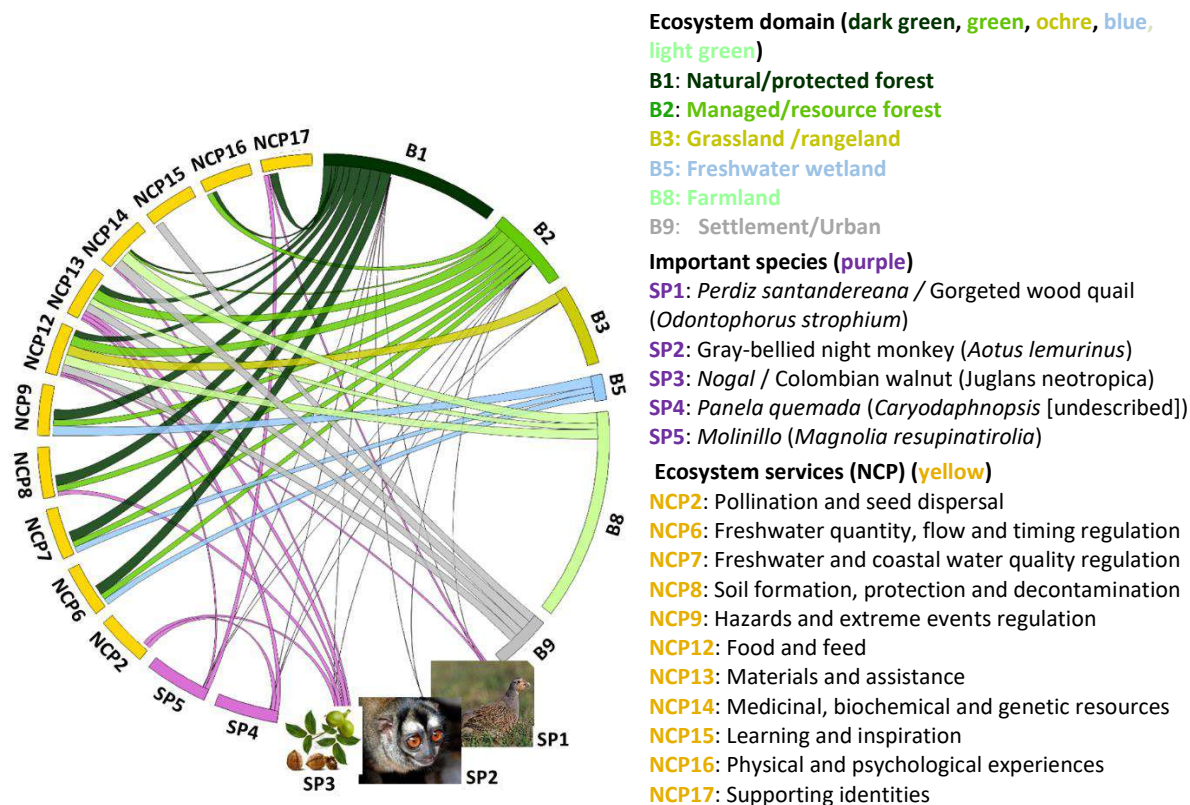 NCP17
NCP16
NCP15
NCP14
NCP13
NCP12
NCP9
NCP8
NCP7
NCP6
NCP2
SP5
SP4
SP3
SP2
SP1
B1
B2
B3
B5
B8
B9
Ecosystem domain (dark green, green, ochre, blue,
light green)
B1: Natural/protected forest
B2: Managed/resource forest
B3: Grassland /rangeland
B5: Freshwater wetland
B8: Farmland
B9: Settlement/Urban
Important species (purple)
SP1: Perdiz santandereana / Gorgeted wood quail
(Odontophorus strophium)
SP2: Gray-bellied night monkey (Aotus lemurinus)
SP3: Nogal / Colombian walnut (Juglans neotropica)
SP4: Panela quemada (Caryodaphnopsis [undescribed])
SP5: Molinillo (Magnolia resupinatirolia)
Ecosystem services (NCP) (yellow)
NCP2: Pollination and seed dispersal
NCP6: Freshwater quantity, flow and timing regulation
NCP7: Freshwater and coastal water quality regulation
NCP8: Soil formation, protection and decontamination
NCP9: Hazards and extreme events regulation
NCP12: Food and feed
NCP13: Materials and assistance
NCP14: Medicinal, biochemical and genetic resources
NCP15: Learning and inspiration
NCP16: Physical and psychological experiences
NCP17: Supporting identities